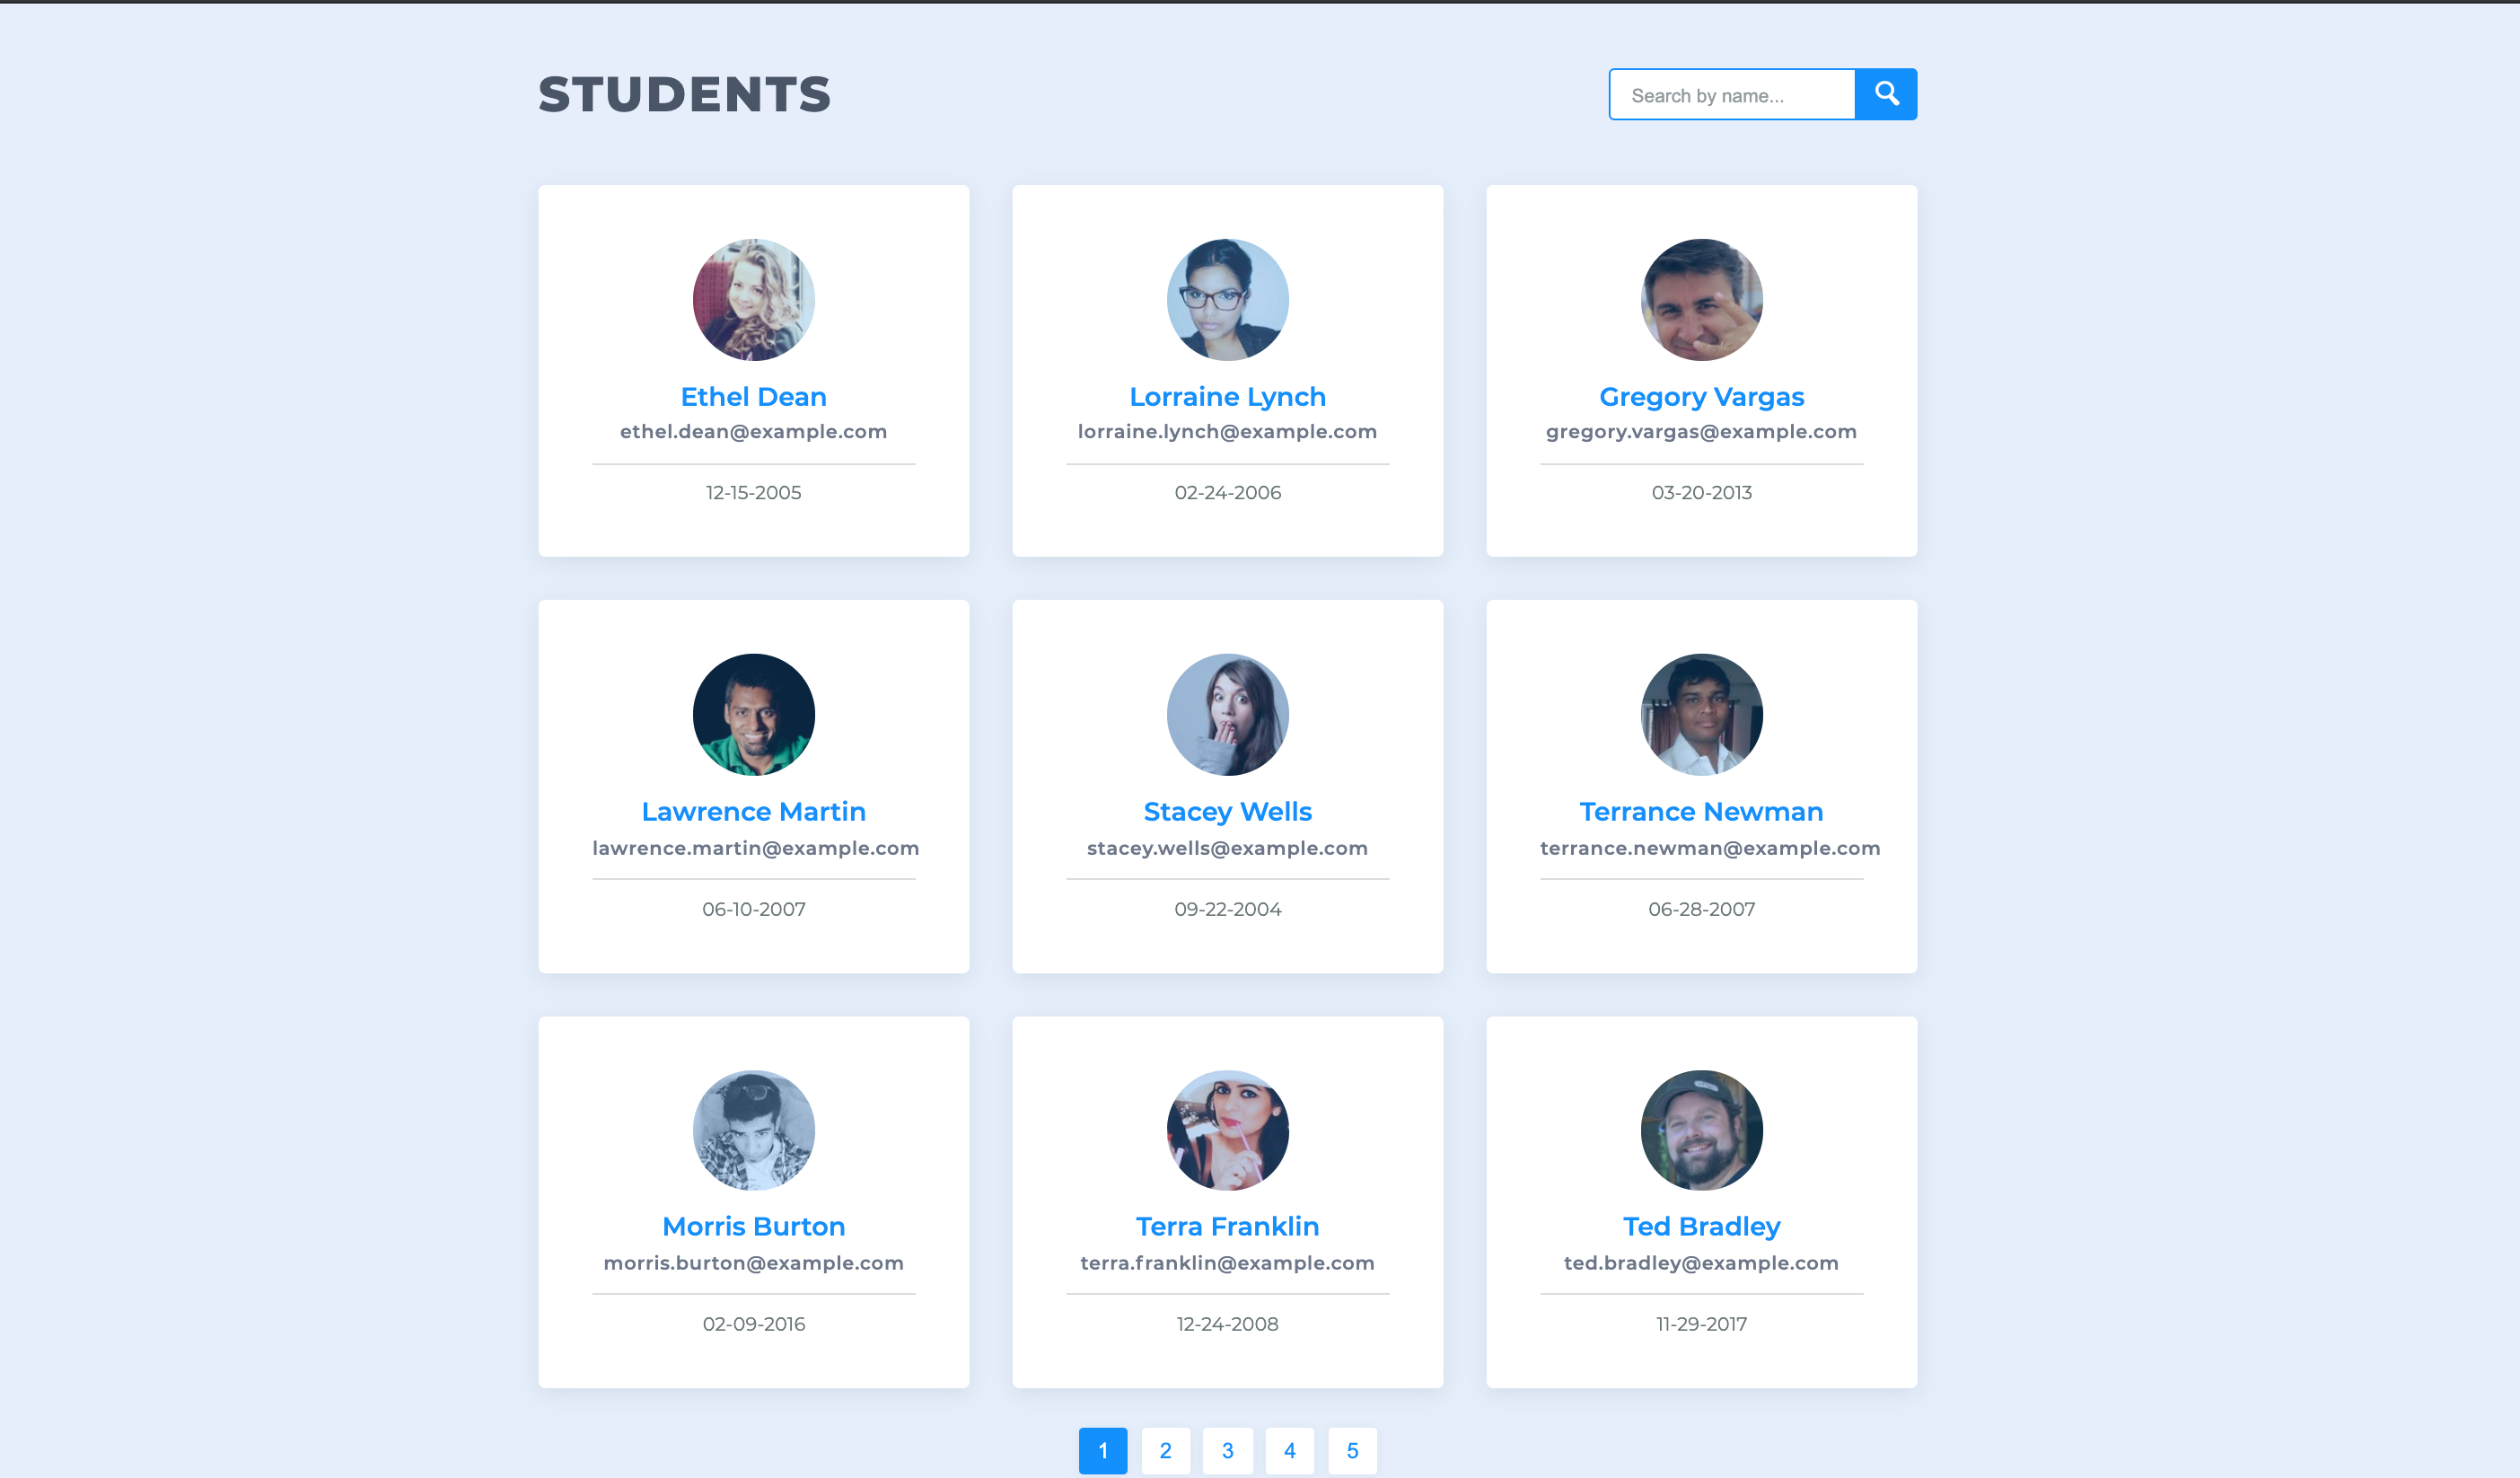 STUDENTS
Search by name...
Ethel Dean
ethel.dean@example.com
12-15-2005
Lorraine Lynch
lorraine.lynch@example.com
02-24-2006
Gregory Vargas
gregory.vargas@example.com
03-20-2013
Lawrence Martin
lawrence.martin@example.com
06-10-2007
Stacey Wells
stacey.wells@example.com
09-22-2004
Terrance Newman
terrance.newman@example.com
06-28-2007
Morris Burton
morris.burton@example.com
02-09-2016
Terra Franklin
terra.franklin@example.com
12-24-2008
Ted Bradley
ted.bradley@example.com
11-29-2017
1 2 3 4 5